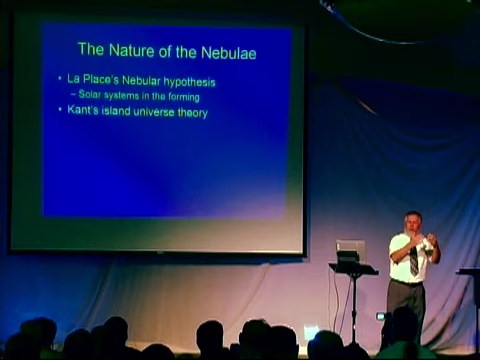 The Nature of the Nebulae
• La Place's Nebular hypothesis
– Solar systems in the forming
• Kant's island universe theory